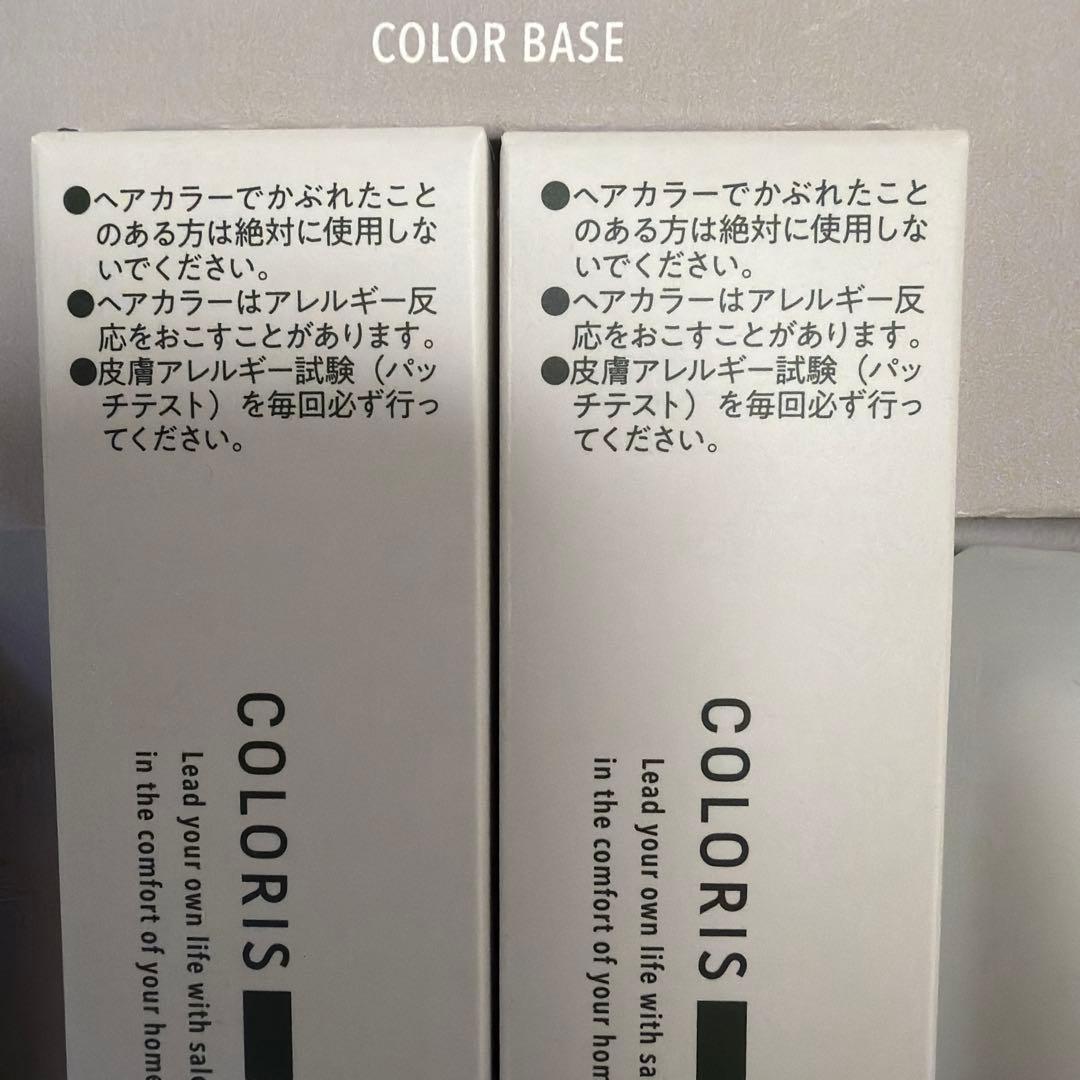 COLOR BASE
●ヘアカラーでかぶれたこと
のある方は絶対に使用しな
いでください。
●ヘアカラーはアレルギー反
応をおこすことがあります。
●皮膚アレルギー試験（パッ
チテスト）を毎回必ず行っ
てください。
COLORIS
Lead your own life with
in the comfort of your home
●ヘアカラーでかぶれたこと
のある方は絶対に使用しな
いでください。
●ヘアカラーはアレルギー反
応をおこすことがあります。
●皮膚アレルギー試験（パッ
チテスト）を毎回必ず行っ
てください。
COLORIS
Lead your own life with
in the comfort of your